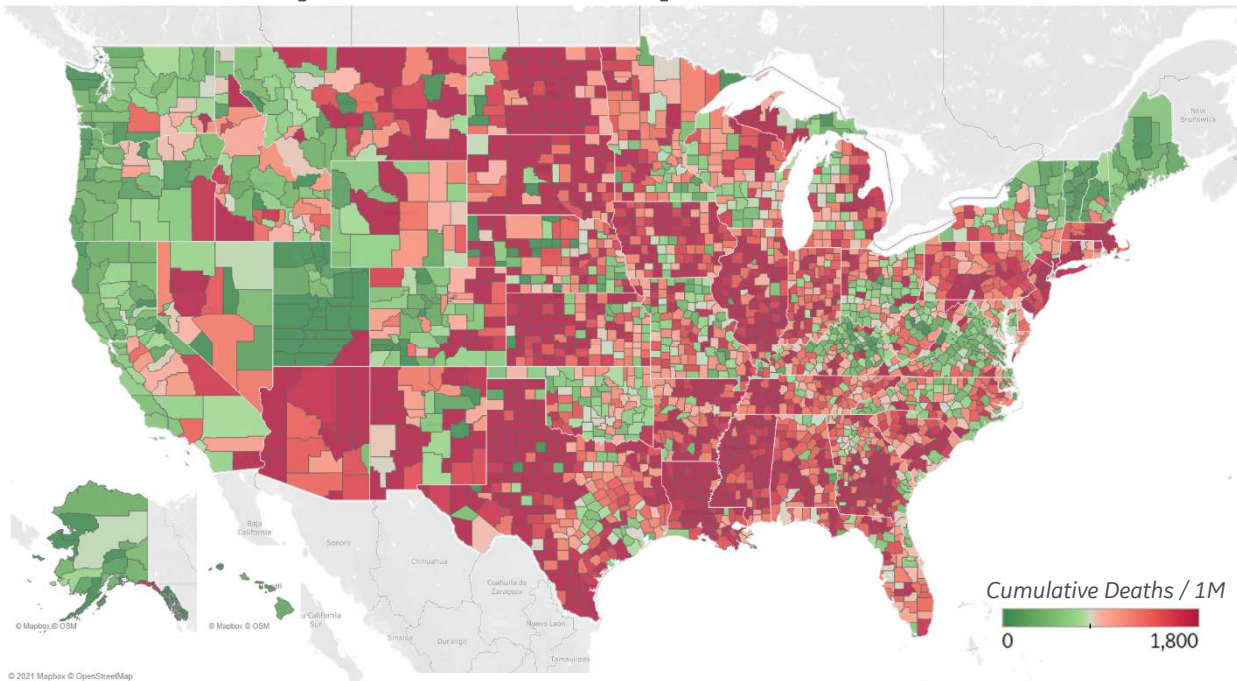 New
Brunswick
Baja
California
Sonora
Chihuahua
Coahuila de
Zaragoza
Nuevo León
Sinaloa
Durango
Tamaulipas
ur California
Sur
© Mapbox © OSM
© Mapbox © OSM
Cumulative Deaths / 1M
0
1,800
© 2021 Mapbox © OpenStreetMap